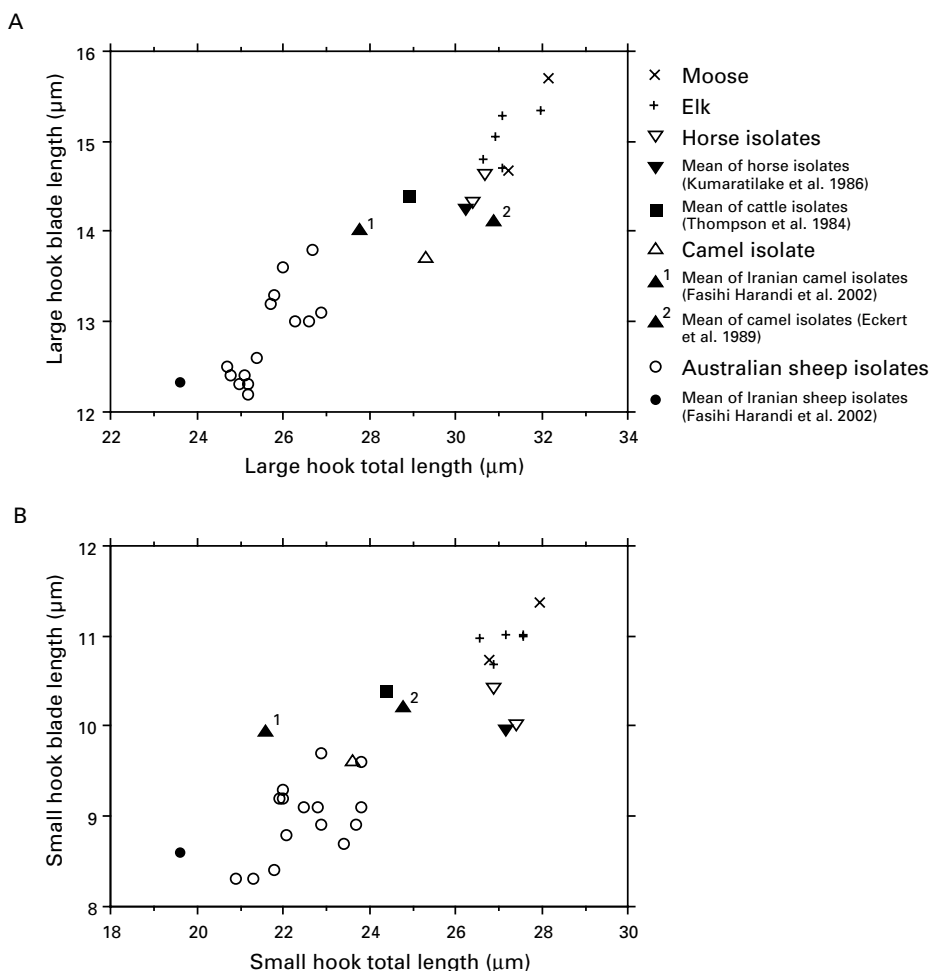 A
16
15
14
13
12
22 24 26 28 30 32 34
Large hook blade length (µm)
Large hook total length (µm)
1
2
Moose
Elk
Horse isolates
Mean of horse isolates
(Kumaratilake et al. 1986)
Mean of cattle isolates
(Thompson et al. 1984)
Camel isolate
1 Mean of Iranian camel isolates
(Fasihi Harandi et al. 2002)
2 Mean of camel isolates (Eckert
et al. 1989)
Australian sheep isolates
Mean of Iranian sheep isolates
(Fasihi Harandi et al. 2002)
B
12
11
10
9
8
18 20 22 24 26 28 30
Small hook blade length (µm)
Small hook total length (µm)
1
2